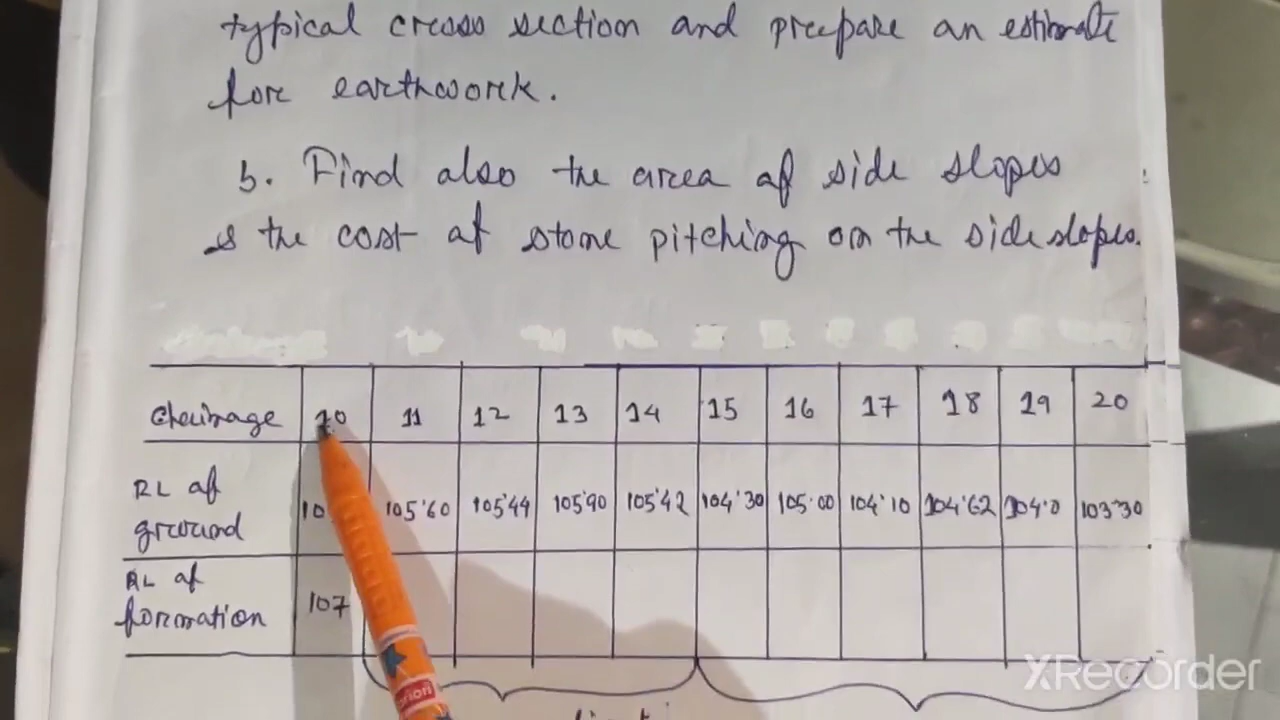 typical cross section and prepare an estimate
for earthwork.
b. Find also the area of side slopes
& the cost of stone pitching on the side slopes.
Chainage 10 11 12 13 14 15 16 17 18 19 20
RL of ground 105.60 105.44 105.90 105.42 104.30 105.00 104.10 104.62 104.0 103.30
RL of formation 107
XRecorder